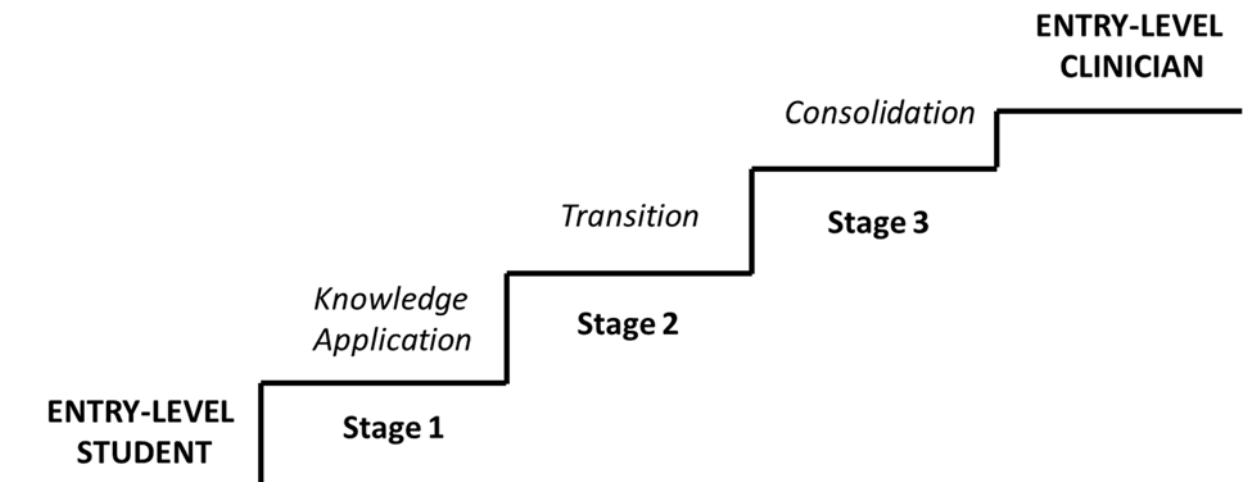 ENTRY-LEVEL
CLINICIAN
Consolidation
Transition
Stage 3
Knowledge
Application
Stage 2
ENTRY-LEVEL
STUDENT
Stage 1